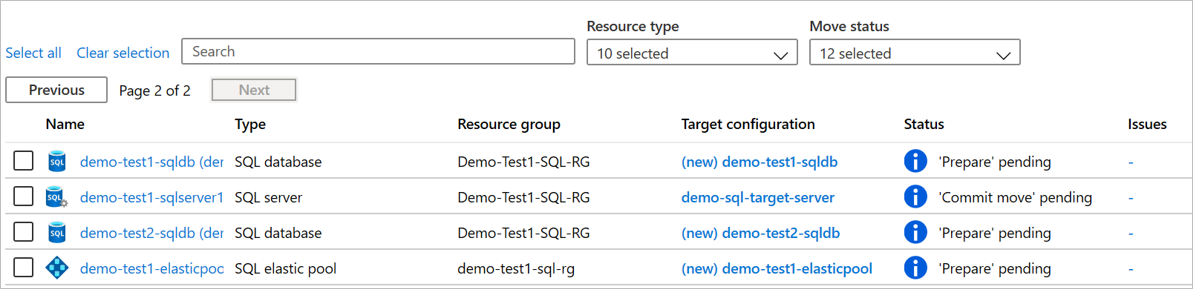 Resource type Move status
Select all Clear selection Search 10 selected 12 selected
Previous Page 2 of 2 Next
Name Type Resource group Target configuration Status Issues
SQL demo-test1-sqldb (der SQL database Demo-Test1-SQL-RG (new) demo-test1-sqldb 'Prepare' pending -
SQL demo-test1-sqlserver1 SQL server Demo-Test1-SQL-RG demo-sql-target-server 'Commit move' pending -
SQL demo-test2-sqldb (der SQL database Demo-Test1-SQL-RG (new) demo-test2-sqldb 'Prepare' pending -
demo-test1-elasticpoc SQL elastic pool demo-test1-sql-rg (new) demo-test1-elasticpool 'Prepare' pending -